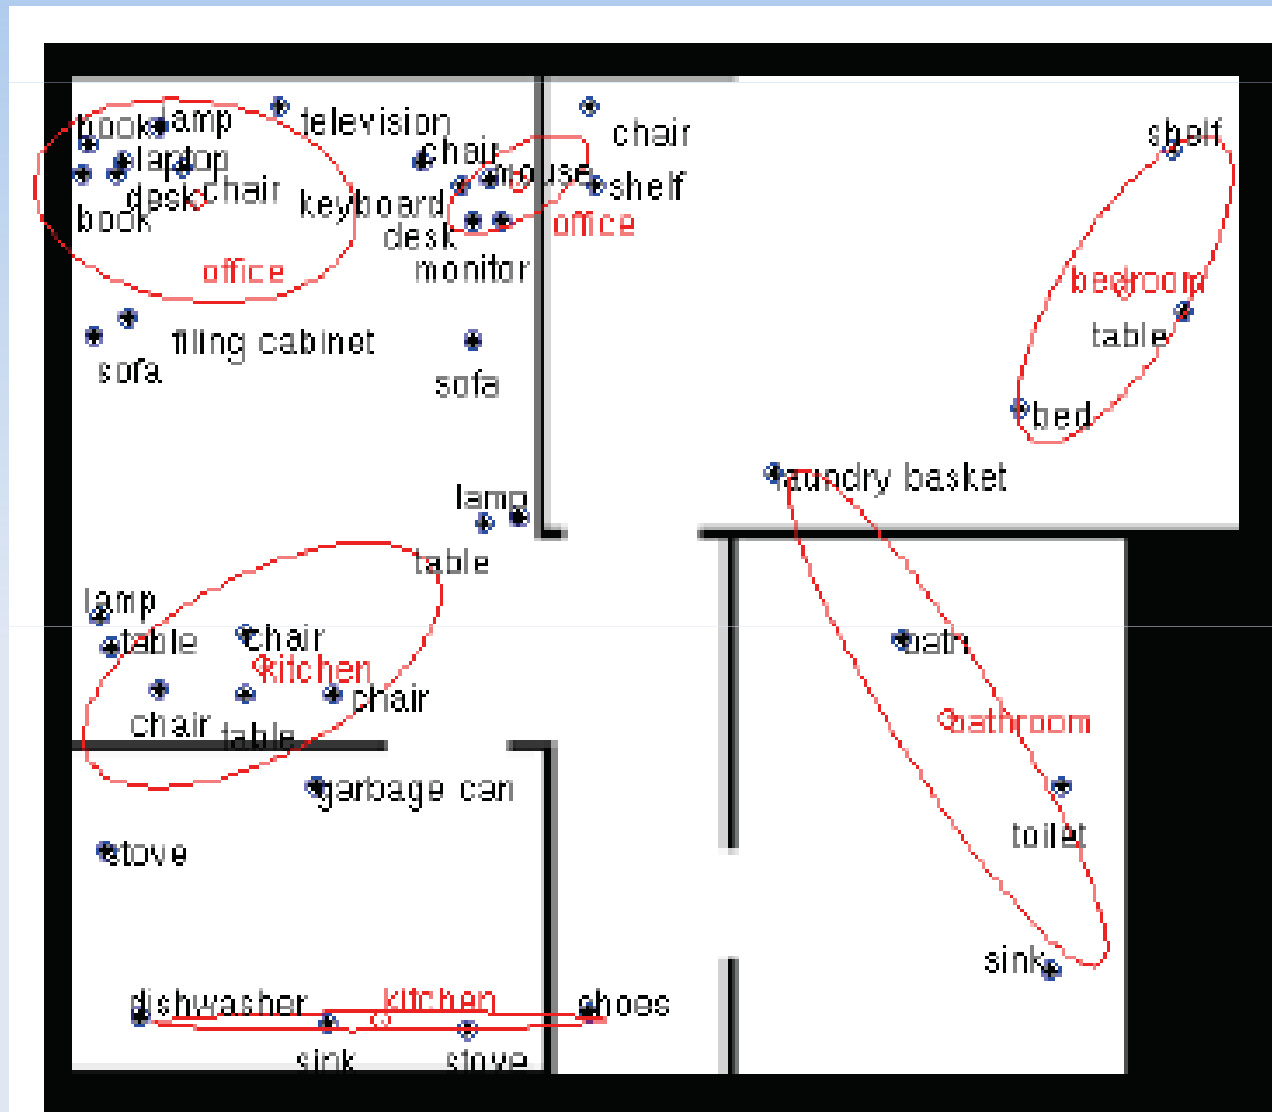 book
lamp
television
chair
shelf
laptop
chair
mouse
desk
chair
keyboard
shelf
book
desk
office
office
monitor
bedroom
filing cabinet
table
sofa
sofa
bed
laundry basket
lamp
table
lamp
table
chair
bath
kitchen
chair
chair
table
bathroom
garbage can
toilet
stove
sink
dishwasher
kitchen
shoes
sink
stove